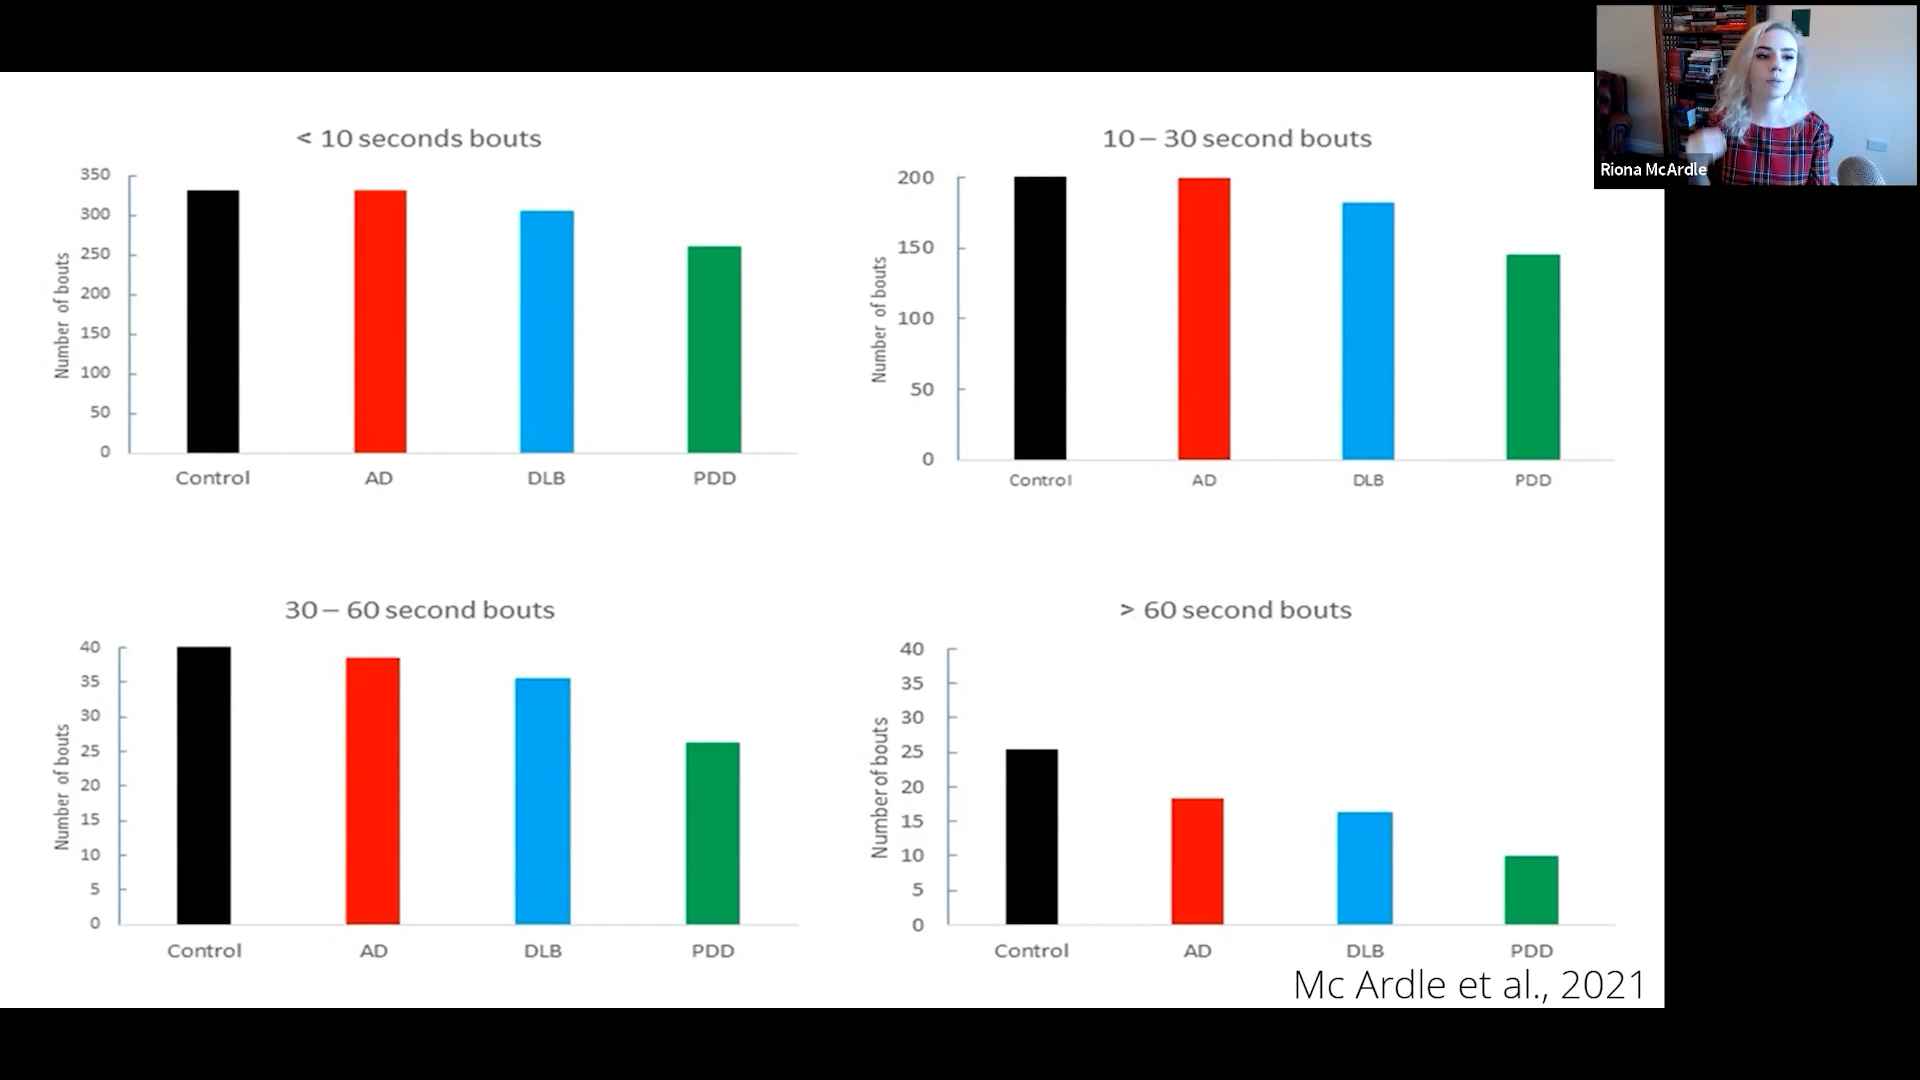 Riona McArdle
< 10 seconds bouts
Number of bouts
350
300
250
200
150
100
50
0
Control AD DLB PDD
10 – 30 second bouts
Number of bouts
200
150
100
50
0
Control AD DLB PDD
30 – 60 second bouts
Number of bouts
40
35
30
25
20
15
10
5
0
Control AD DLB PDD
> 60 second bouts
Number of bouts
40
35
30
25
20
15
10
5
0
Control AD DLB PDD
Mc Ardle et al., 2021